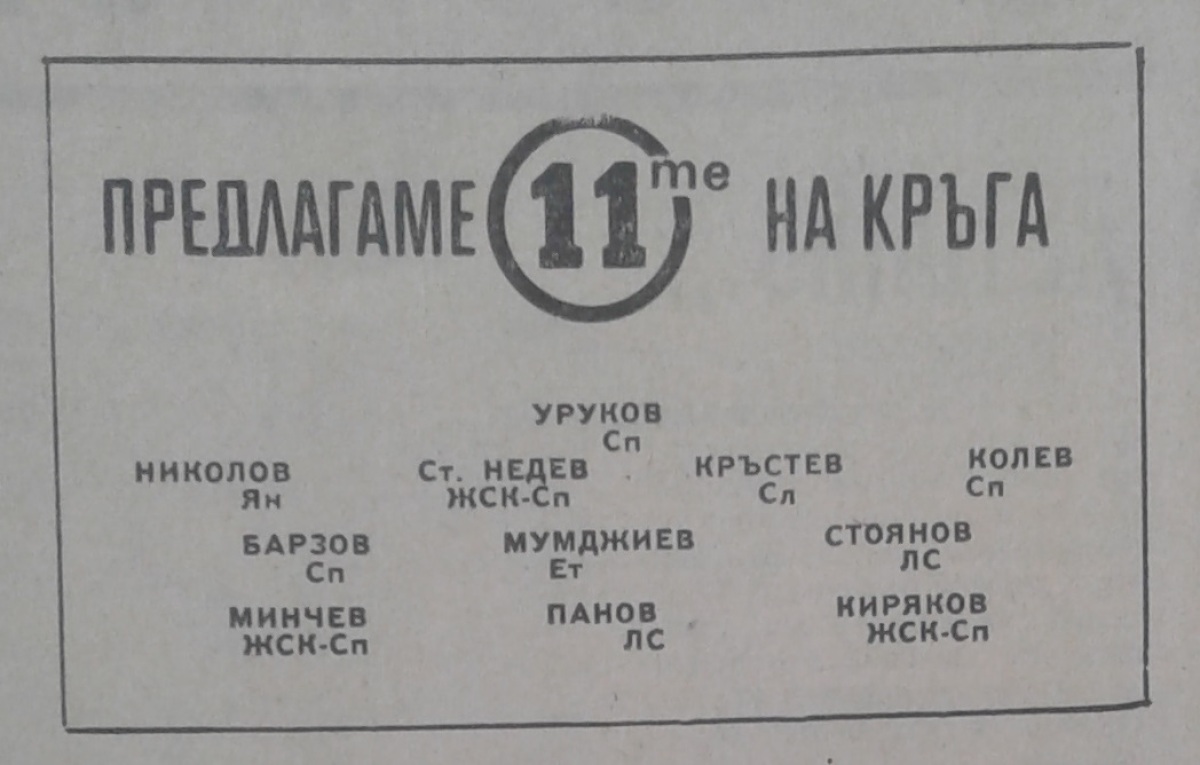 ПРЕДЛАГАМЕ 11те НА КРЪГА
УРУКОВ
Сп
НИКОЛОВ Ст. НЕДЕВ КРЪСТЕВ КОЛЕВ
Ян ЖСК-Сп Сл Сп
БАРЗОВ МУМДЖИЕВ СТОЯНОВ
Сп Ет ЛС
МИНЧЕВ ПАНОВ КИРЯКОВ
ЖСК-Сп ЛС ЖСК-Сп